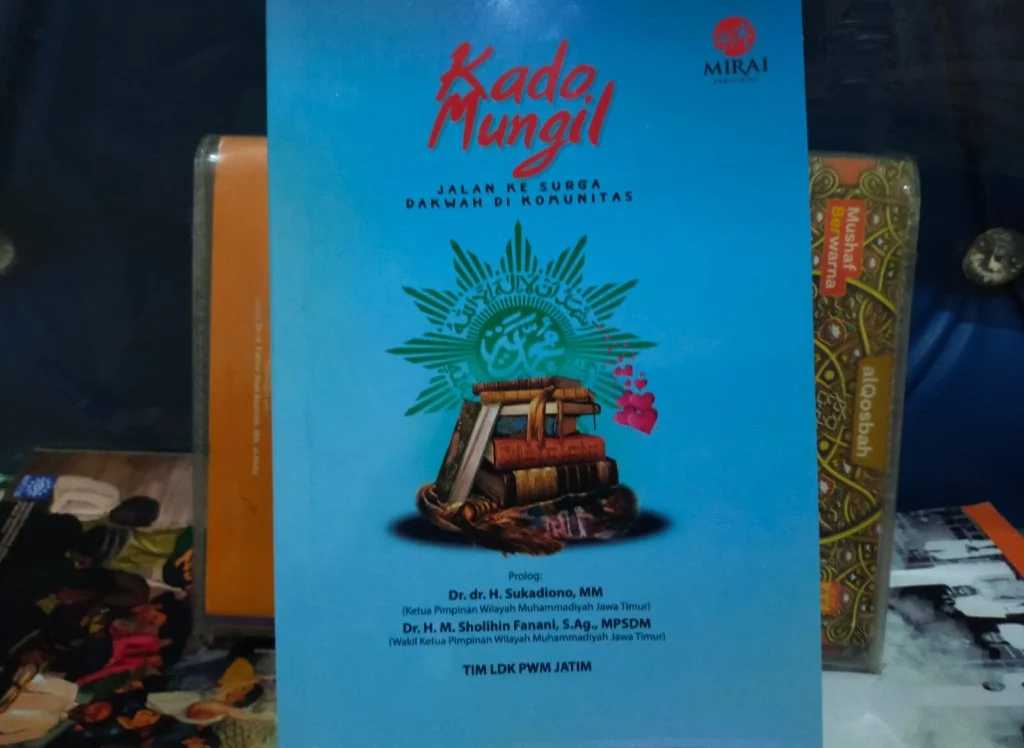 Kado
Mungil
MIRAI
PUBLISHING
JALAN KE SURGA
DAKWAH DI KOMUNITAS
Prolog:
Dr. dr. H. Sukadiono, MM
(Ketua Pimpinan Wilayah Muhammadiyah Jawa Timur)
Dr. H. M. Sholihin Fanani, S.Ag., MPSDM
(Wakil Ketua Pimpinan Wilayah Muhammadiyah Jawa Timur)
TIM LDK PWM JATIM
Mushaf
Berwarna
alQosbah